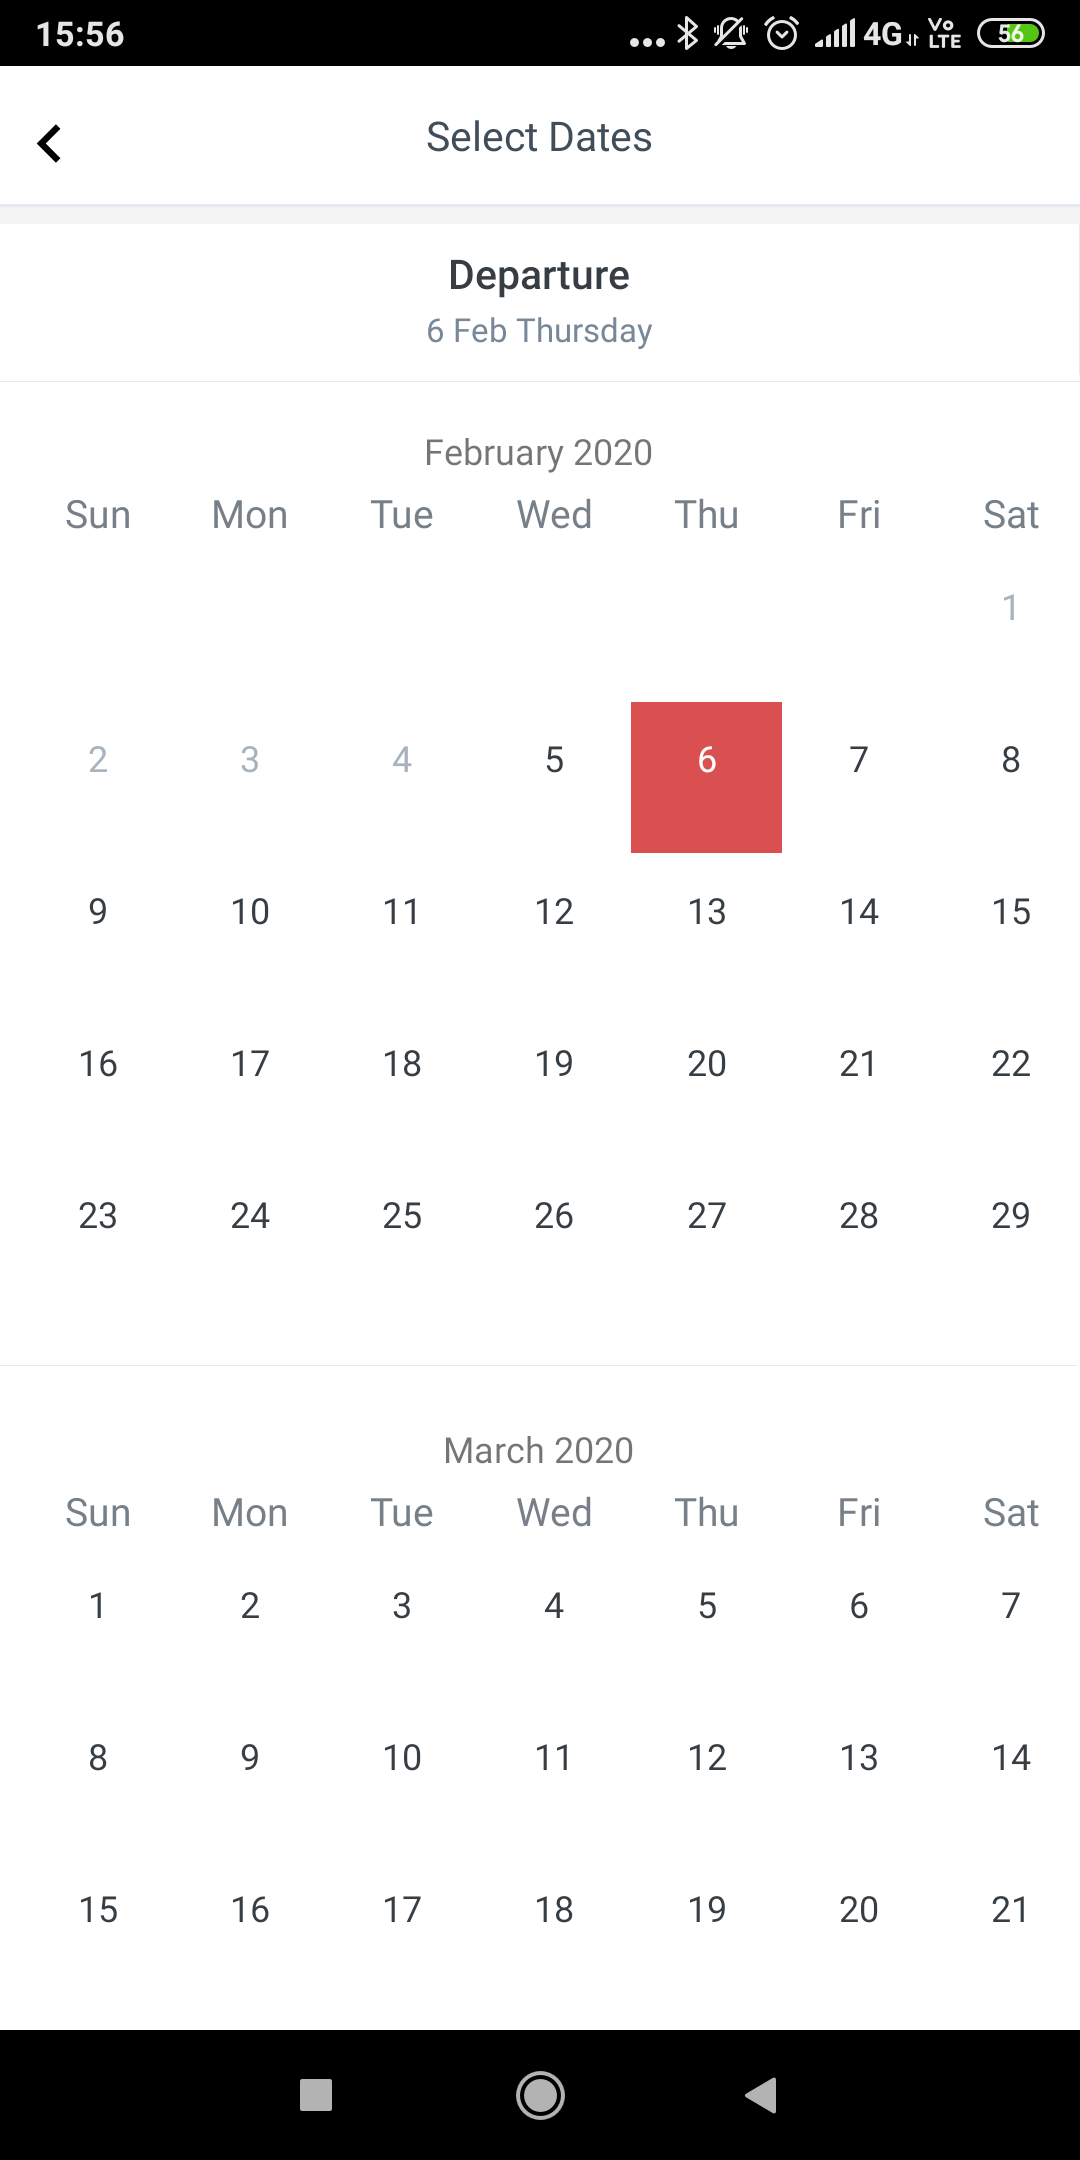 15:56 ... 4G Vo LTE 56
Select Dates
Departure
6 Feb Thursday
February 2020
Sun Mon Tue Wed Thu Fri Sat
1
2 3 4 5 6 7 8
9 10 11 12 13 14 15
16 17 18 19 20 21 22
23 24 25 26 27 28 29
March 2020
Sun Mon Tue Wed Thu Fri Sat
1 2 3 4 5 6 7
8 9 10 11 12 13 14
15 16 17 18 19 20 21